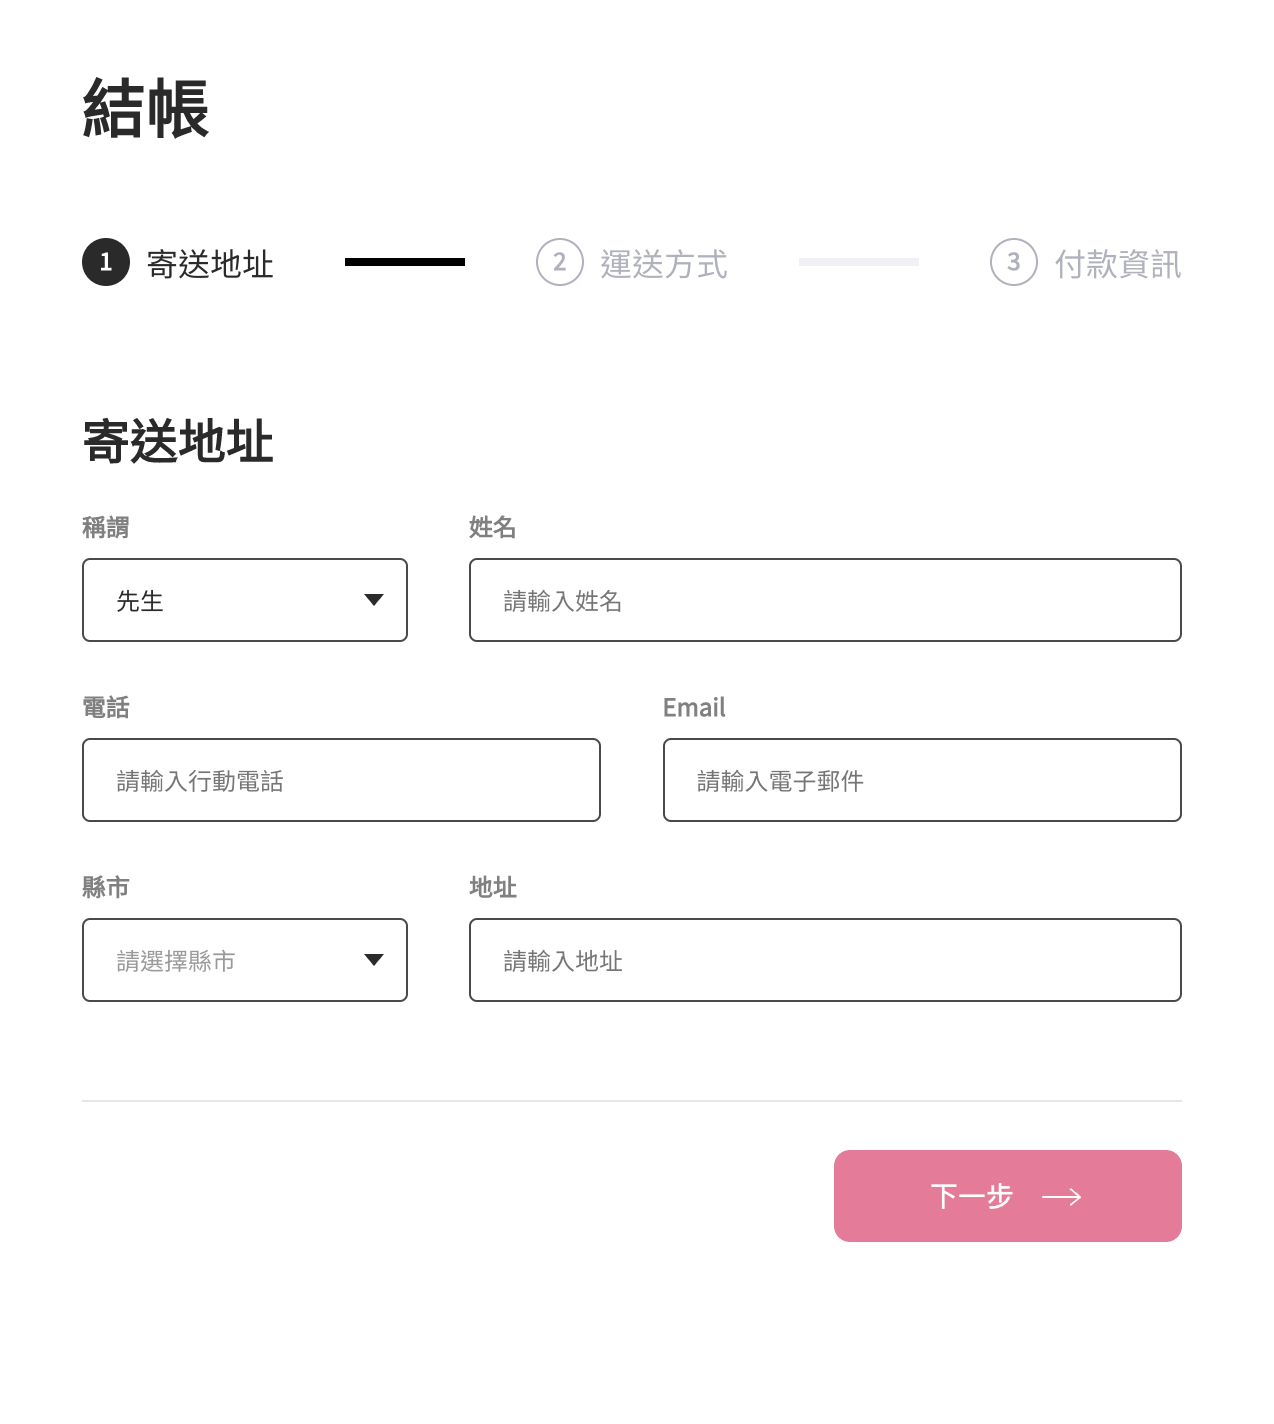 結帳
1 寄送地址 2 運送方式 3 付款資訊
寄送地址
稱謂 姓名
先生 請輸入姓名
電話 Email
請輸入行動電話 請輸入電子郵件
縣市 地址
請選擇縣市 請輸入地址
下一步